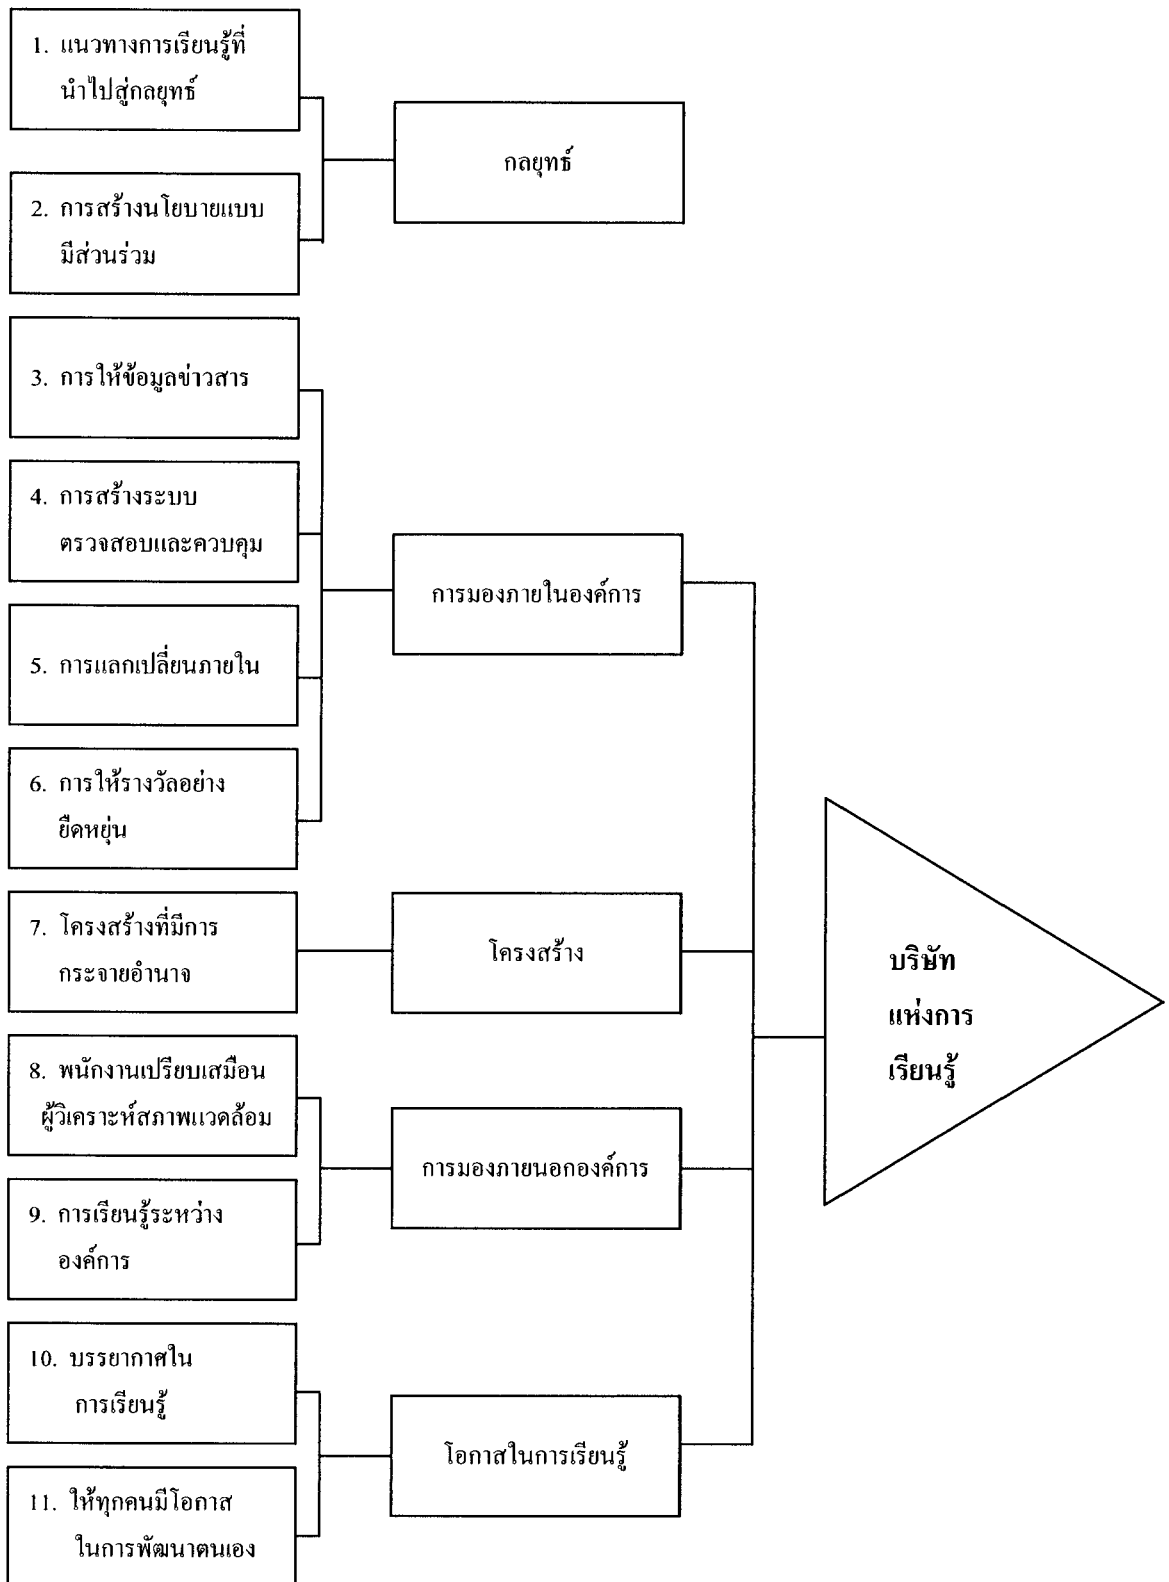 1. แนวทางการเรียนรู้ที่
นำไปสู่กลยุทธ์
กลยุทธ์
2. การสร้างนโยบายแบบ
มีส่วนร่วม
3. การให้ข้อมูลข่าวสาร
4. การสร้างระบบ
ตรวจสอบและควบคุม
การมองภายในองค์การ
5. การแลกเปลี่ยนภายใน
6. การให้รางวัลอย่าง
ยืดหยุ่น
7. โครงสร้างที่มีการ
กระจายอำนาจ
โครงสร้าง
บริษัท
แห่งการ
เรียนรู้
8. พนักงานเปรียบเสมือน
ผู้วิเคราะห์สภาพแวดล้อม
การมองภายนอกองค์การ
9. การเรียนรู้ระหว่าง
องค์การ
10. บรรยากาศใน
การเรียนรู้
โอกาสในการเรียนรู้
11. ให้ทุกคนมีโอกาส
ในการพัฒนาตนเอง